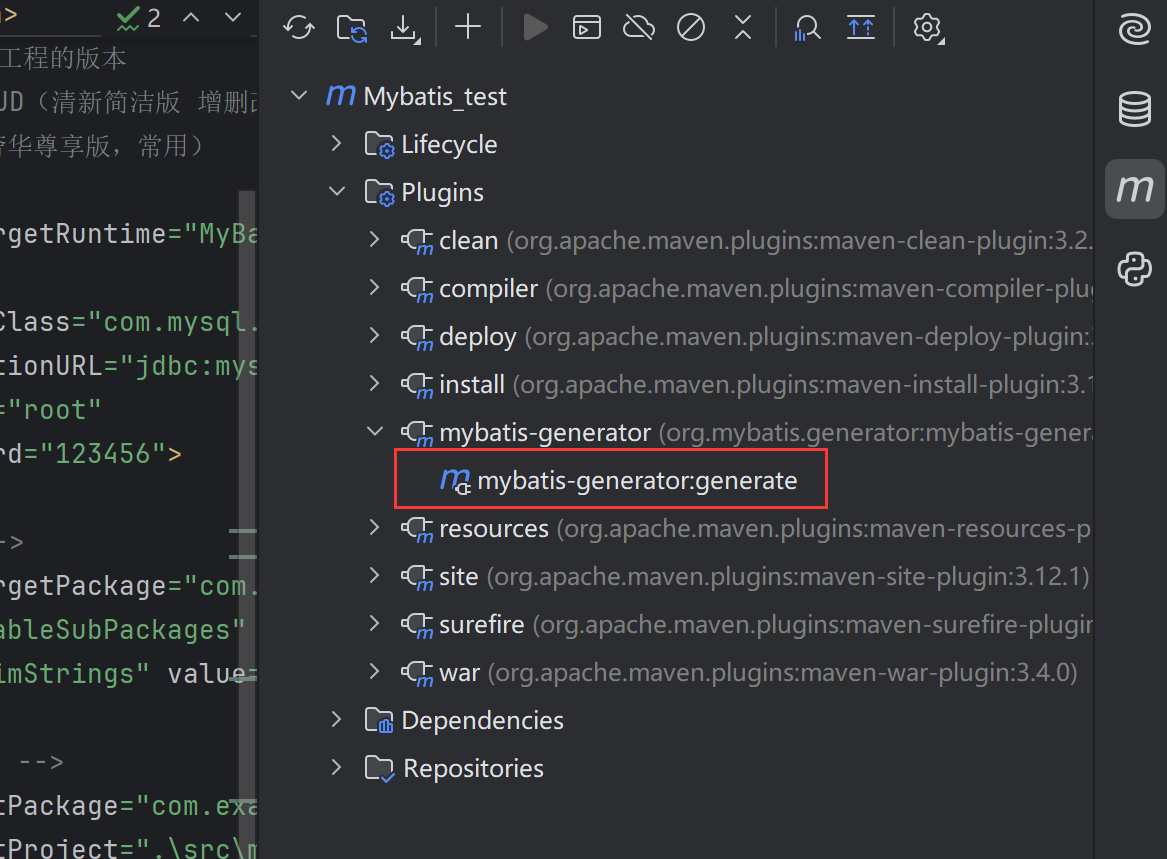 2
工程的版本
UD（清新简洁版 增删
华尊享版，常用）
rgetRuntime="MyBa
Class="com.mysql.
tionURL="jdbc:mys
="root"
rd="123456">
-->
rgetPackage="com.
ableSubPackages"
imStrings" value=
-->
tPackage="com.exa
tProject=".\src\m
Mybatis_test
Lifecycle
Plugins
clean (org.apache.maven.plugins:maven-clean-plugin:3.2.
compiler (org.apache.maven.plugins:maven-compiler-plug
deploy (org.apache.maven.plugins:maven-deploy-plugin:
install (org.apache.maven.plugins:maven-install-plugin:3.1
mybatis-generator (org.mybatis.generator:mybatis-genera
mybatis-generator:generate
resources (org.apache.maven.plugins:maven-resources-p
site (org.apache.maven.plugins:maven-site-plugin:3.12.1)
surefire (org.apache.maven.plugins:maven-surefire-plugin
war (org.apache.maven.plugins:maven-war-plugin:3.4.0)
Dependencies
Repositories